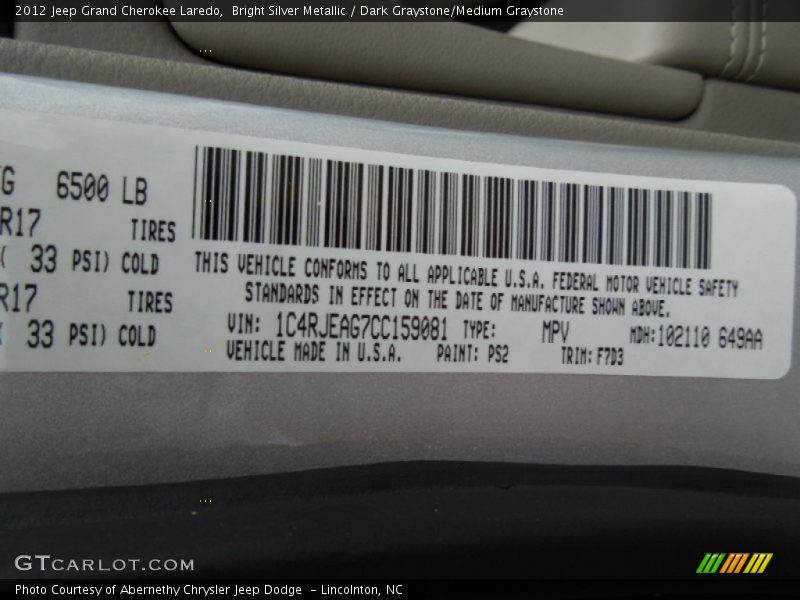 2012 Jeep Grand Cherokee Laredo,  Bright Silver Metallic / Dark Graystone/Medium Graystone
G 6500 LB
R17 TIRES
( 33 PSI) COLD
R17 TIRES
33 PSI) COLD
THIS VEHICLE CONFORMS TO ALL APPLICABLE U.S.A. FEDERAL MOTOR VEHICLE SAFETY
STANDARDS IN EFFECT ON THE DATE OF MANUFACTURE SHOWN ABOVE.
VIN: 1C4RJEAG7CC159081 TYPE: MPV MDH: 102110 649AA
VEHICLE MADE IN U.S.A. PAINT: PS2 TRIM: F7D3
GTCARLOT.COM
Photo Courtesy of Abernethy Chrysler Jeep Dodge  - Lincolnton, NC